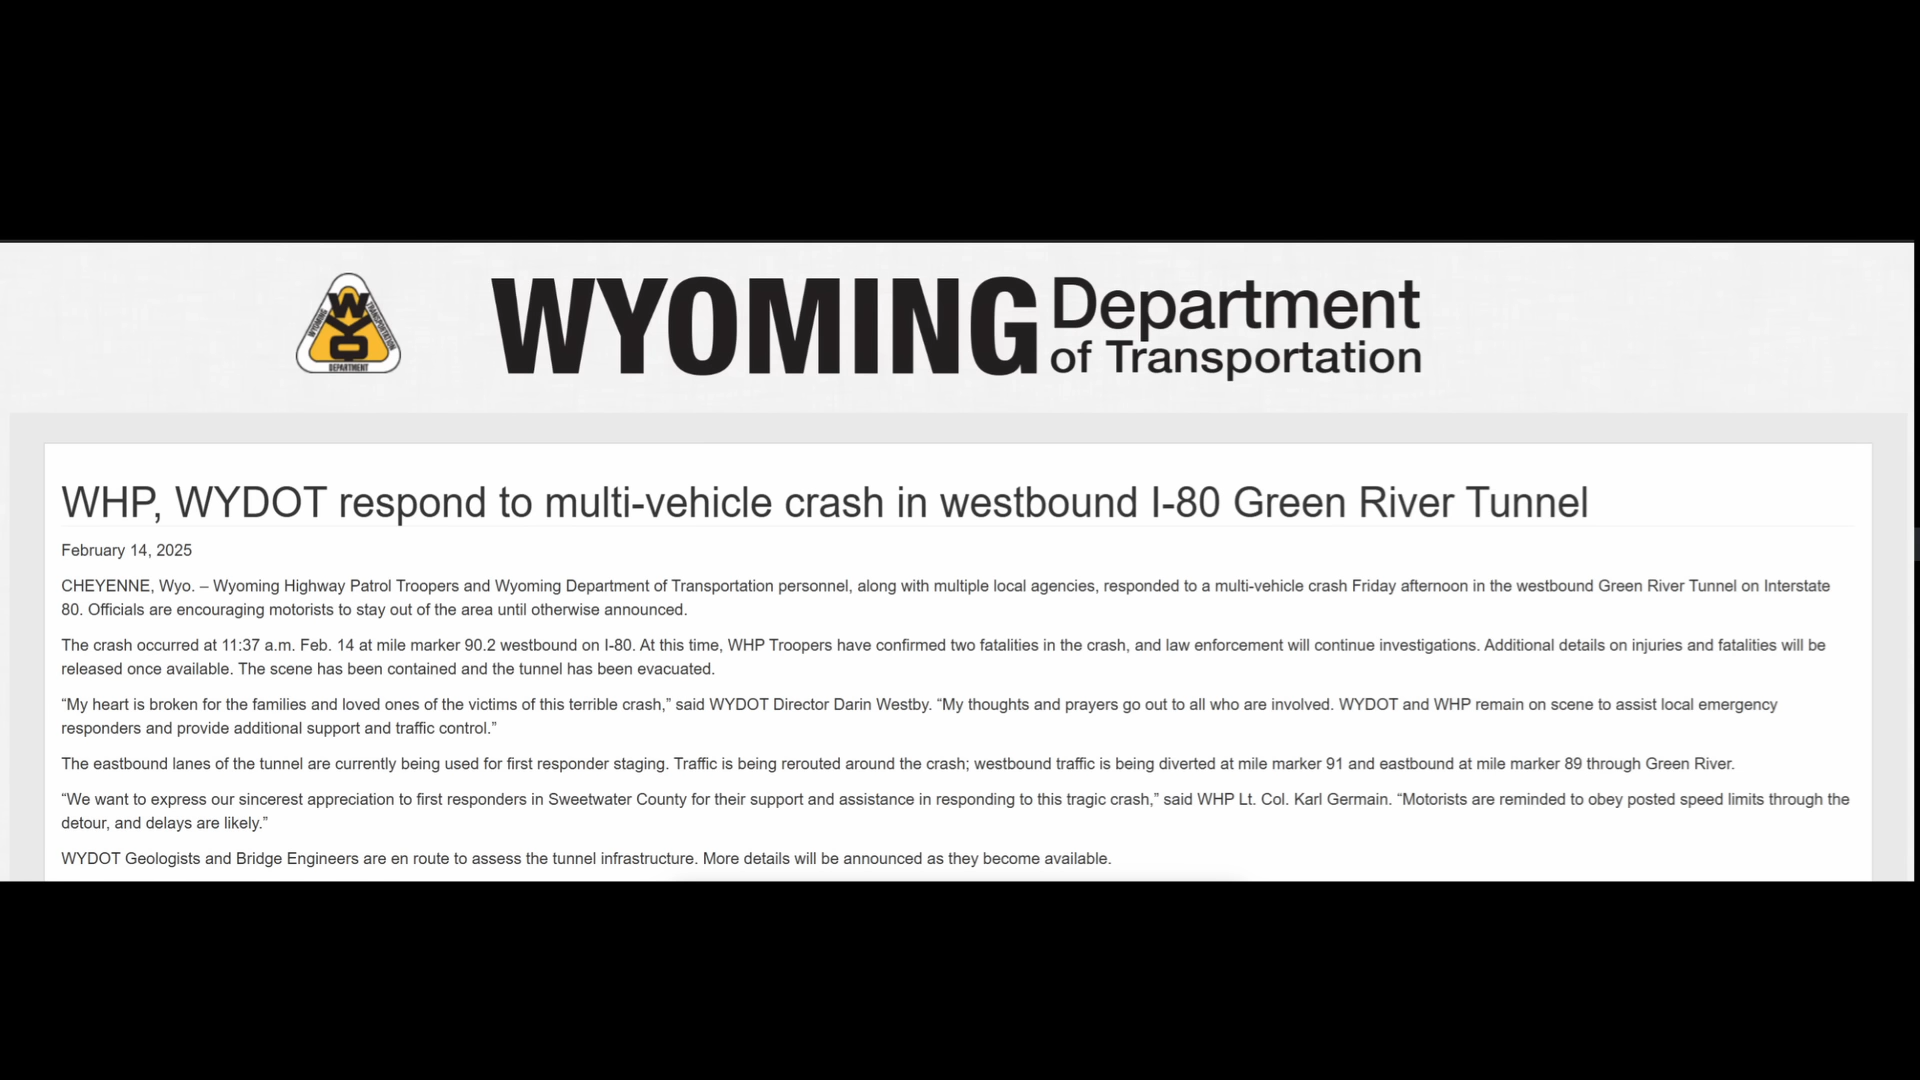 WYOMING
TRANSPORTATION
WYO
DEPARTMENT
WYOMING Department
of Transportation
WHP, WYDOT respond to multi-vehicle crash in westbound I-80 Green River Tunnel
February 14, 2025
CHEYENNE, Wyo. – Wyoming Highway Patrol Troopers and Wyoming Department of Transportation personnel, along with multiple local agencies, responded to a multi-vehicle crash Friday afternoon in the westbound Green River Tunnel on Interstate
80. Officials are encouraging motorists to stay out of the area until otherwise announced.
The crash occurred at 11:37 a.m. Feb. 14 at mile marker 90.2 westbound on I-80. At this time, WHP Troopers have confirmed two fatalities in the crash, and law enforcement will continue investigations. Additional details on injuries and fatalities will be
released once available. The scene has been contained and the tunnel has been evacuated.
“My heart is broken for the families and loved ones of the victims of this terrible crash,” said WYDOT Director Darin Westby. “My thoughts and prayers go out to all who are involved. WYDOT and WHP remain on scene to assist local emergency
responders and provide additional support and traffic control.”
The eastbound lanes of the tunnel are currently being used for first responder staging. Traffic is being rerouted around the crash; westbound traffic is being diverted at mile marker 91 and eastbound at mile marker 89 through Green River.
“We want to express our sincerest appreciation to first responders in Sweetwater County for their support and assistance in responding to this tragic crash,” said WHP Lt. Col. Karl Germain. “Motorists are reminded to obey posted speed limits through the
detour, and delays are likely.”
WYDOT Geologists and Bridge Engineers are en route to assess the tunnel infrastructure. More details will be announced as they become available.